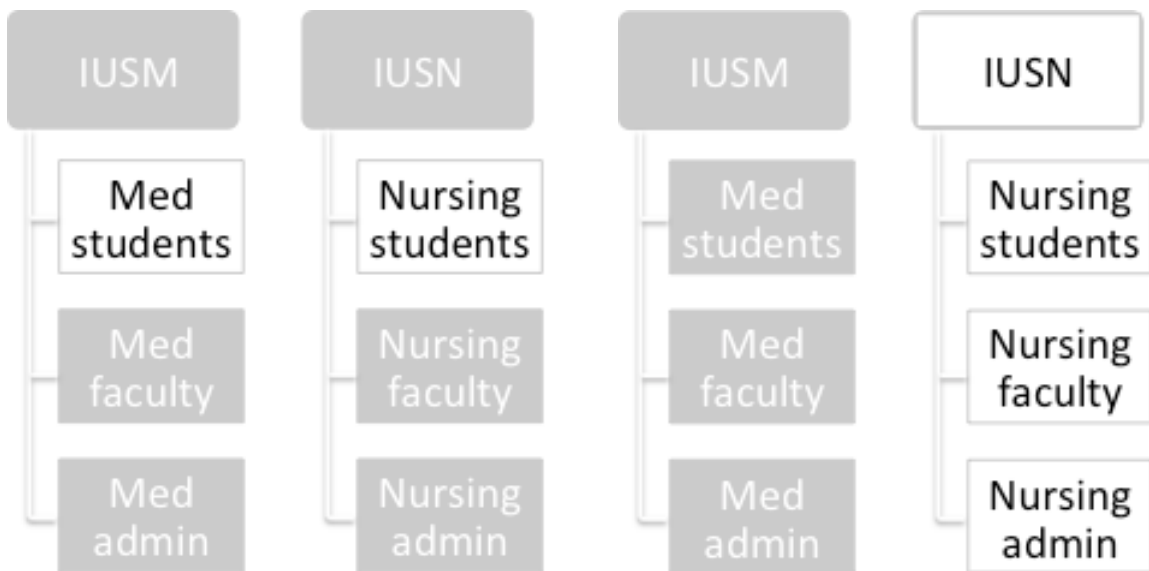 IUSM
Med
students
Med
faculty
Med
admin
IUSN
Nursing
students
Nursing
faculty
Nursing
admin
IUSM
Med
students
Med
faculty
Med
admin
IUSN
Nursing
students
Nursing
faculty
Nursing
admin